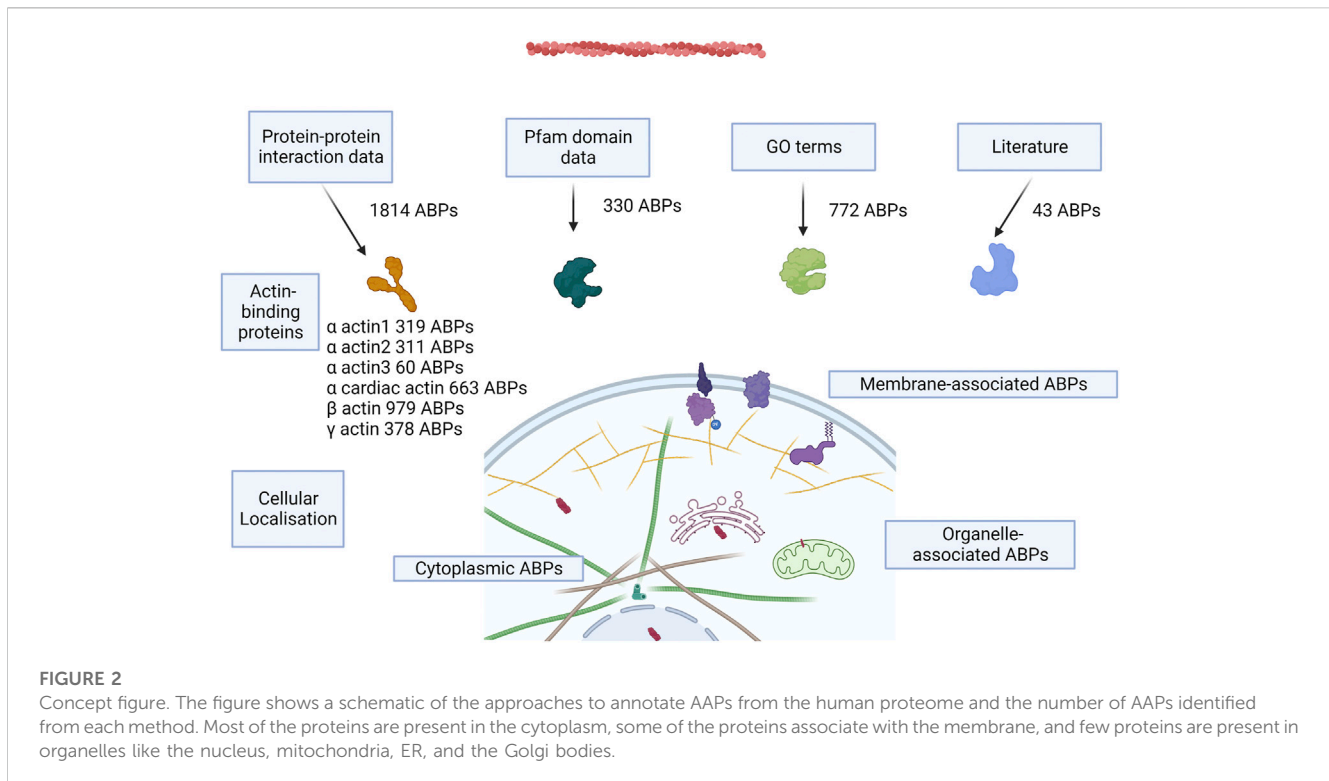 Protein-protein
interaction data
Pfam domain
data
GO terms
Literature
1814 ABPs
330 ABPs
772 ABPs
43 ABPs
Actin-
binding
proteins
α actin1 319 ABPs
α actin2 311 ABPs
α actin3 60 ABPs
α cardiac actin 663 ABPs
β actin 979 ABPs
γ actin 378 ABPs
Membrane-associated ABPs
Cellular
Localisation
Organelle-
associated ABPs
Cytoplasmic ABPs
FIGURE 2
Concept figure. The figure shows a schematic of the approaches to annotate AAPs from the human proteome and the number of AAPs identified
from each method. Most of the proteins are present in the cytoplasm, some of the proteins associate with the membrane, and few proteins are present in
organelles like the nucleus, mitochondria, ER, and the Golgi bodies.